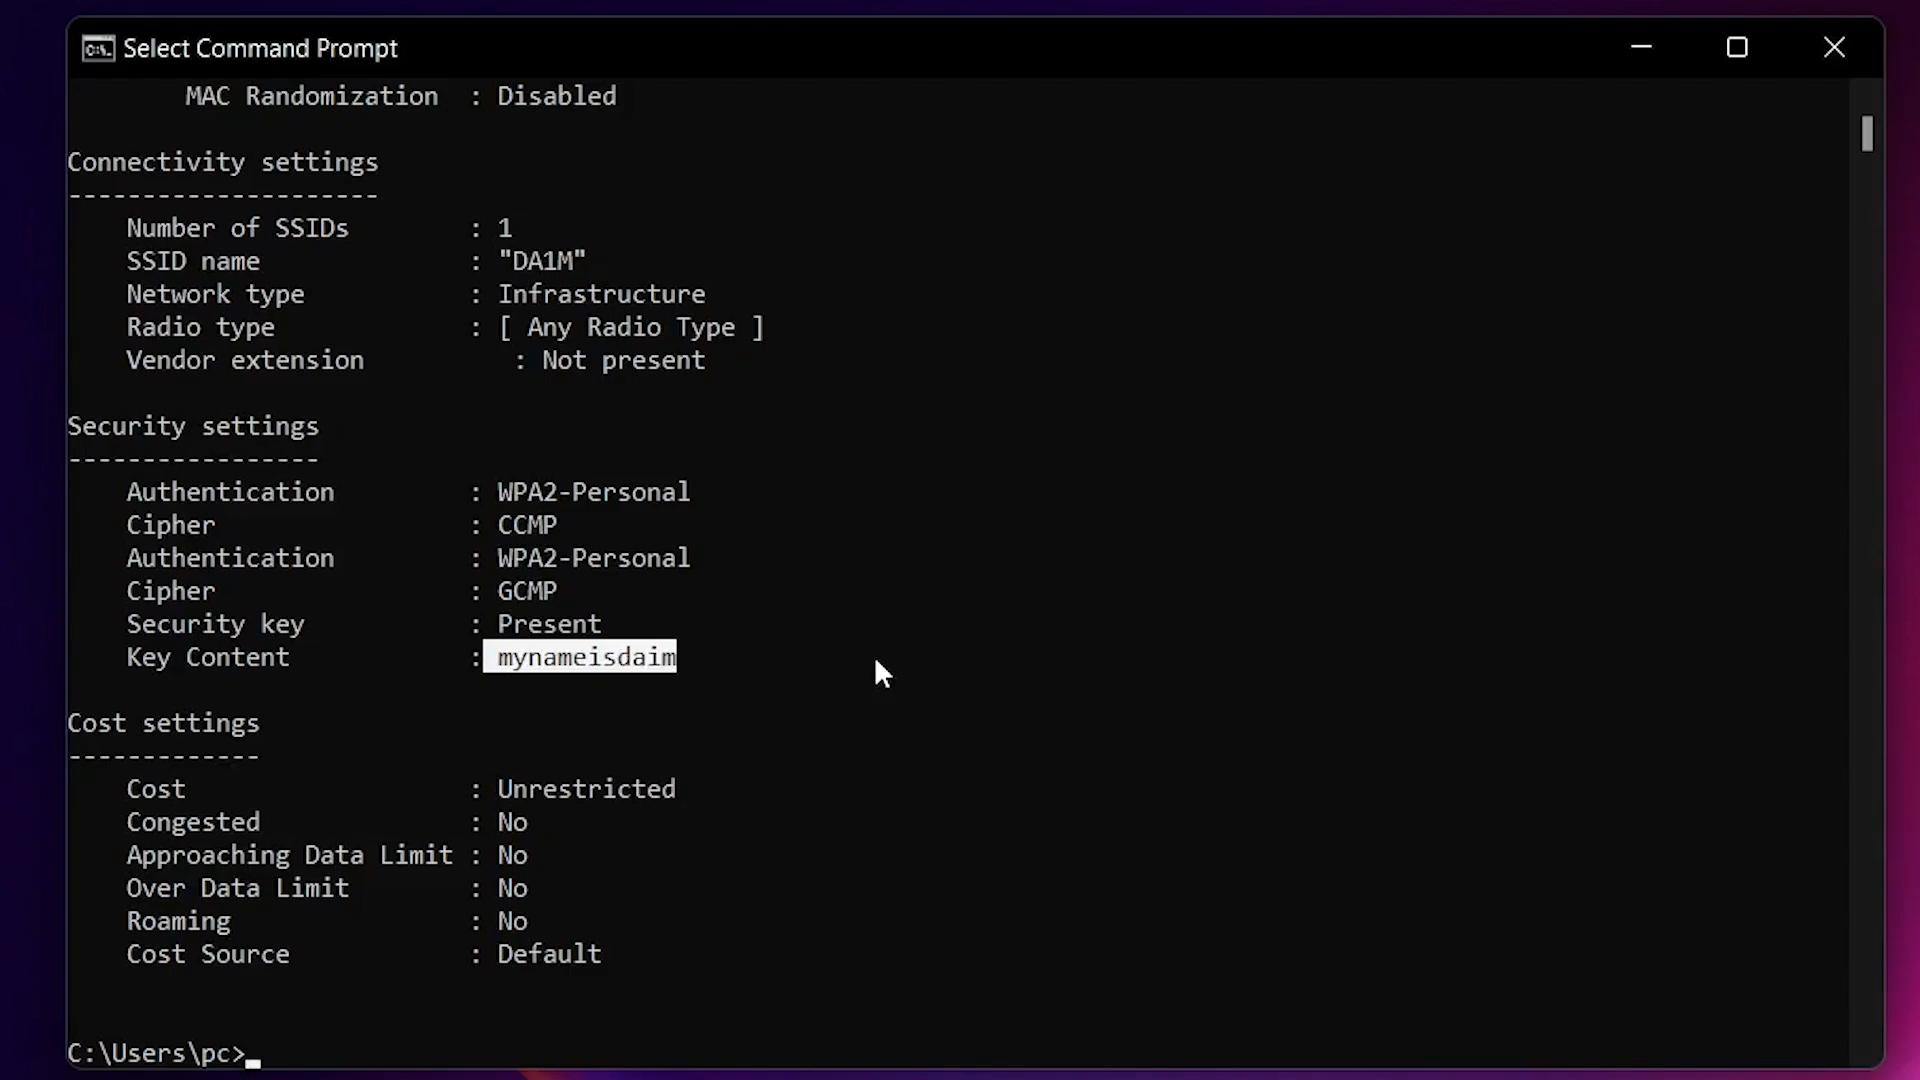 Select Command Prompt
MAC Randomization : Disabled
Connectivity settings
---------------------
Number of SSIDs : 1
SSID name : "DA1M"
Network type : Infrastructure
Radio type : [ Any Radio Type ]
Vendor extension : Not present
Security settings
-----------------
Authentication : WPA2-Personal
Cipher : CCMP
Authentication : WPA2-Personal
Cipher : GCMP
Security key : Present
Key Content : mynameisdaim
Cost settings
-------------
Cost : Unrestricted
Congested : No
Approaching Data Limit : No
Over Data Limit : No
Roaming : No
Cost Source : Default
C:\Users\pc>